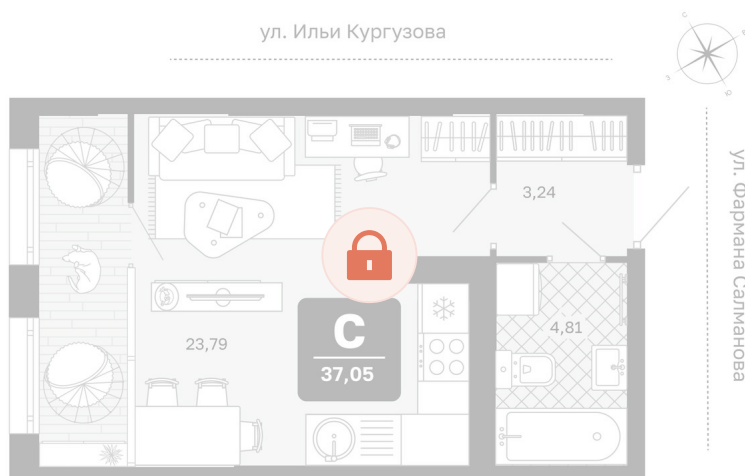 ул. Ильи Кургузова
С
В
З
Ю
ул. Фармана Салманова
3,24
4,81
23,79
С
37,05